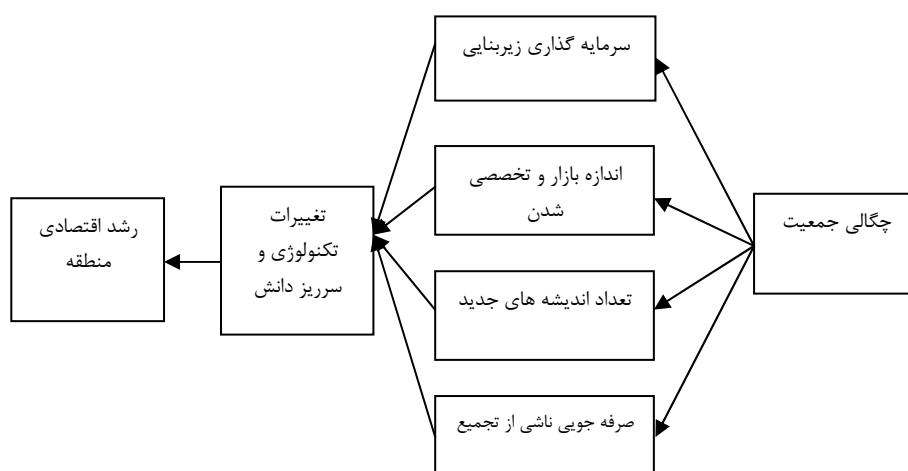 چگالی جمعیت
سرمایه گذاری زیربنایی
اندازه بازار و تخصصی
شدن
تعداد اندیشه های جدید
صرفه جویی ناشی از تجمیع
تغییرات
تکنولوژی و
سرریز دانش
رشد اقتصادی
منطقه